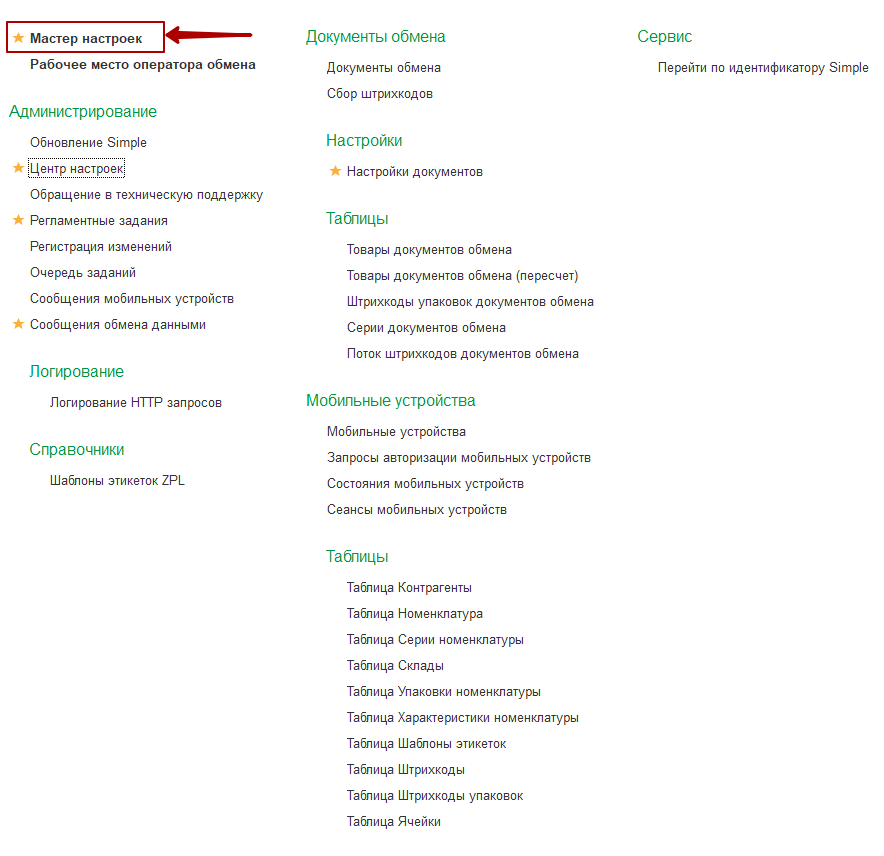 Мастер настроек
Рабочее место оператора обмена
Администрирование
Обновление Simple
Центр настроек
Обращение в техническую поддержку
Регламентные задания
Регистрация изменений
Очередь заданий
Сообщения мобильных устройств
Сообщения обмена данными
Логирование
Логирование HTTP запросов
Справочники
Шаблоны этикеток ZPL
Документы обмена
Документы обмена
Сбор штрихкодов
Настройки
Настройки документов
Таблицы
Товары документов обмена
Товары документов обмена (пересчет)
Штрихкоды упаковок документов обмена
Серии документов обмена
Поток штрихкодов документов обмена
Мобильные устройства
Мобильные устройства
Запросы авторизации мобильных устройств
Состояния мобильных устройств
Сеансы мобильных устройств
Таблицы
Таблица Контрагенты
Таблица Номенклатура
Таблица Серии номенклатуры
Таблица Склады
Таблица Упаковки номенклатуры
Таблица Характеристики номенклатуры
Таблица Шаблоны этикеток
Таблица Штрихкоды
Таблица Штрихкоды упаковок
Таблица Ячейки
Сервис
Перейти по идентификатору Simple